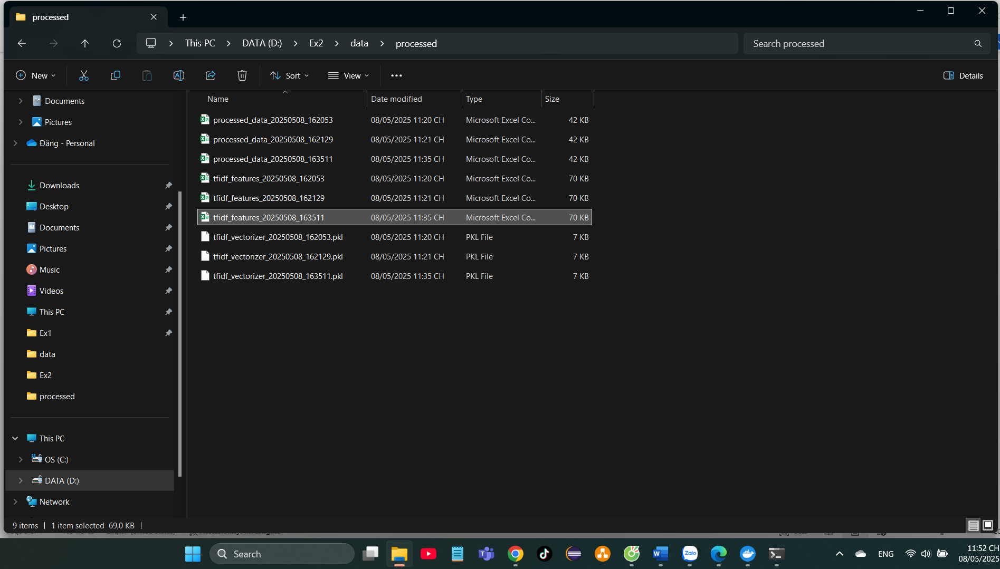 processed
This PC
DATA (D:)
Ex2
data
processed
Search processed
New
Sort
View
Details
Name
Date modified
Type
Size
Documents
Pictures
Đăng - Personal
Downloads
Desktop
Documents
Pictures
Music
Videos
This PC
Ex1
data
Ex2
processed
This PC
OS (C:)
DATA (D:)
Network
processed_data_20250508_162053 08/05/2025 11:20 CH Microsoft Excel Co... 42 KB
processed_data_20250508_162129 08/05/2025 11:21 CH Microsoft Excel Co... 42 KB
processed_data_20250508_163511 08/05/2025 11:35 CH Microsoft Excel Co... 42 KB
tfidf_features_20250508_162053 08/05/2025 11:20 CH Microsoft Excel Co... 70 KB
tfidf_features_20250508_162129 08/05/2025 11:21 CH Microsoft Excel Co... 70 KB
tfidf_features_20250508_163511 08/05/2025 11:35 CH Microsoft Excel Co... 70 KB
tfidf_vectorizer_20250508_162053.pkl 08/05/2025 11:20 CH PKL File 7 KB
tfidf_vectorizer_20250508_162129.pkl 08/05/2025 11:21 CH PKL File 7 KB
tfidf_vectorizer_20250508_163511.pkl 08/05/2025 11:35 CH PKL File 7 KB
9 items 1 item selected 69,0 KB
Search
Zalo
ENG
11:52 CH
08/05/2025